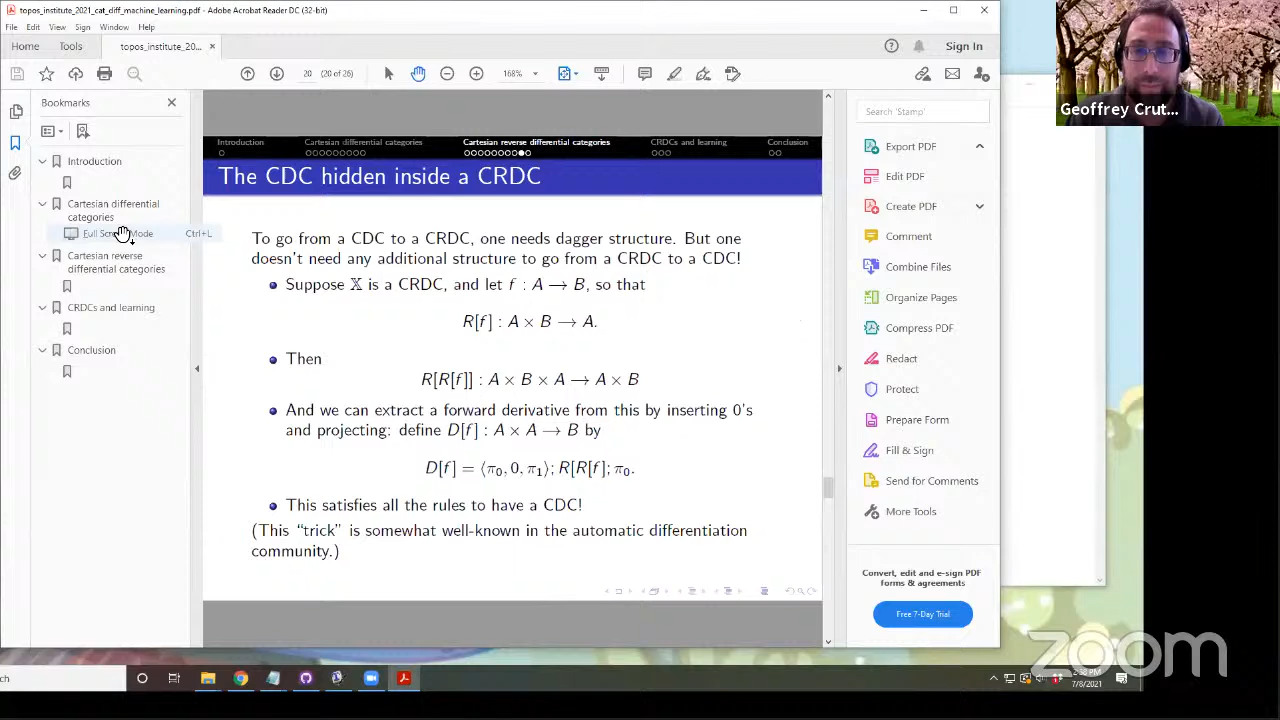 topos_institute_2021_cat_diff_machine_learning.pdf - Adobe Acrobat Reader DC (32-bit)
File Edit View Sign Window Help
Home Tools topos_institute_20... × Sign In
20 (20 of 26) 168%
Bookmarks
Introduction
Cartesian differential
categories
Full Screen Mode Ctrl+L
Cartesian reverse
differential categories
CRDCs and learning
Conclusion
Introduction Cartesian differential categories Cartesian reverse differential categories CRDCs and learning Conclusion
The CDC hidden inside a CRDC
To go from a CDC to a CRDC, one needs dagger structure. But one
doesn't need any additional structure to go from a CRDC to a CDC!
Suppose 𝕏 is a CRDC, and let f : A → B, so that
R[f] : A × B → A.
Then
R[R[f]] : A × B × A → A × B
And we can extract a forward derivative from this by inserting 0's
and projecting: define D[f] : A × A → B by
D[f] = ⟨π₀, 0, π₁⟩; R[R[f]; π₀.
This satisfies all the rules to have a CDC!
(This “trick” is somewhat well-known in the automatic differentiation
community.)
Search 'Stamp'
Export PDF
Edit PDF
Create PDF
Comment
Combine Files
Organize Pages
Compress PDF
Redact
Protect
Prepare Form
Fill & Sign
Send for Comments
More Tools
Convert, edit and e-sign PDF
forms & agreements
Free 7-Day Trial
Geoffrey Crut...
zoom
ch
7/8/2021